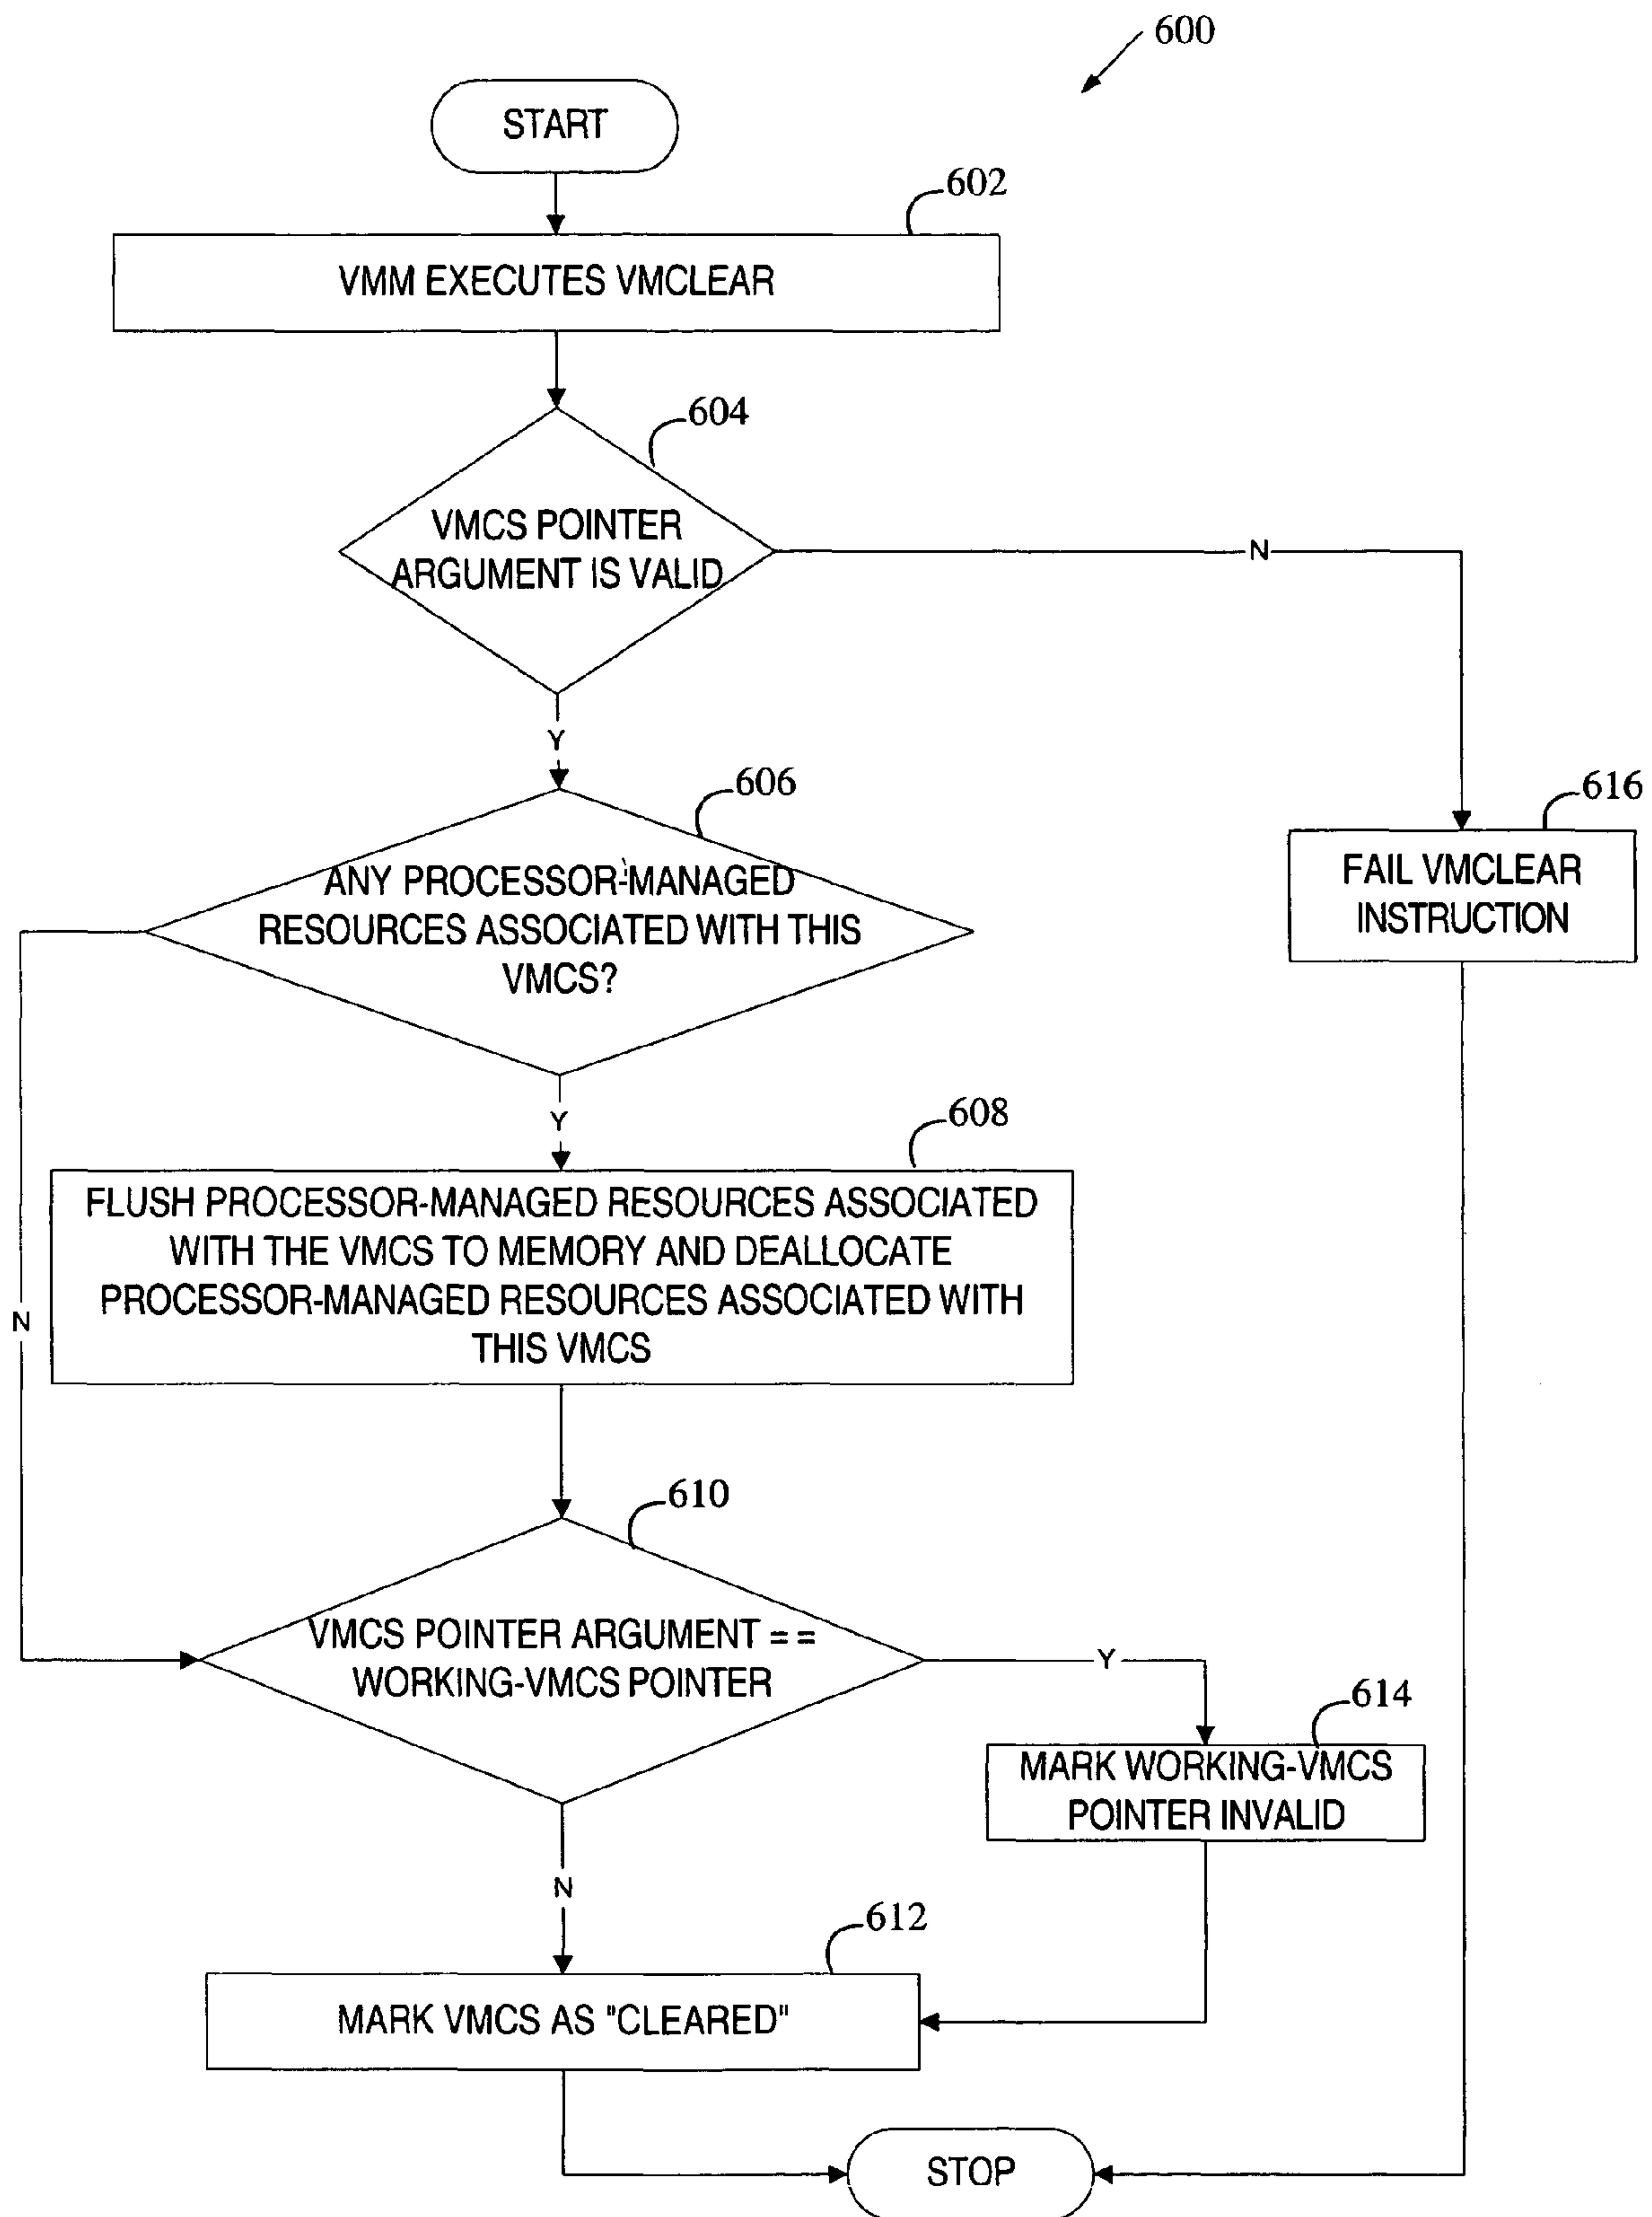 600
START
602
VMM EXECUTES VMCLEAR
604
VMCS POINTER
ARGUMENT IS VALID
N
Y
606
ANY PROCESSOR-MANAGED
RESOURCES ASSOCIATED WITH THIS
VMCS?
616
FAIL VMCLEAR
INSTRUCTION
Y
608
FLUSH PROCESSOR-MANAGED RESOURCES ASSOCIATED
WITH THE VMCS TO MEMORY AND DEALLOCATE
PROCESSOR-MANAGED RESOURCES ASSOCIATED WITH
THIS VMCS
N
610
VMCS POINTER ARGUMENT = =
WORKING-VMCS POINTER
Y
614
MARK WORKING-VMCS
POINTER INVALID
N
612
MARK VMCS AS "CLEARED"
STOP